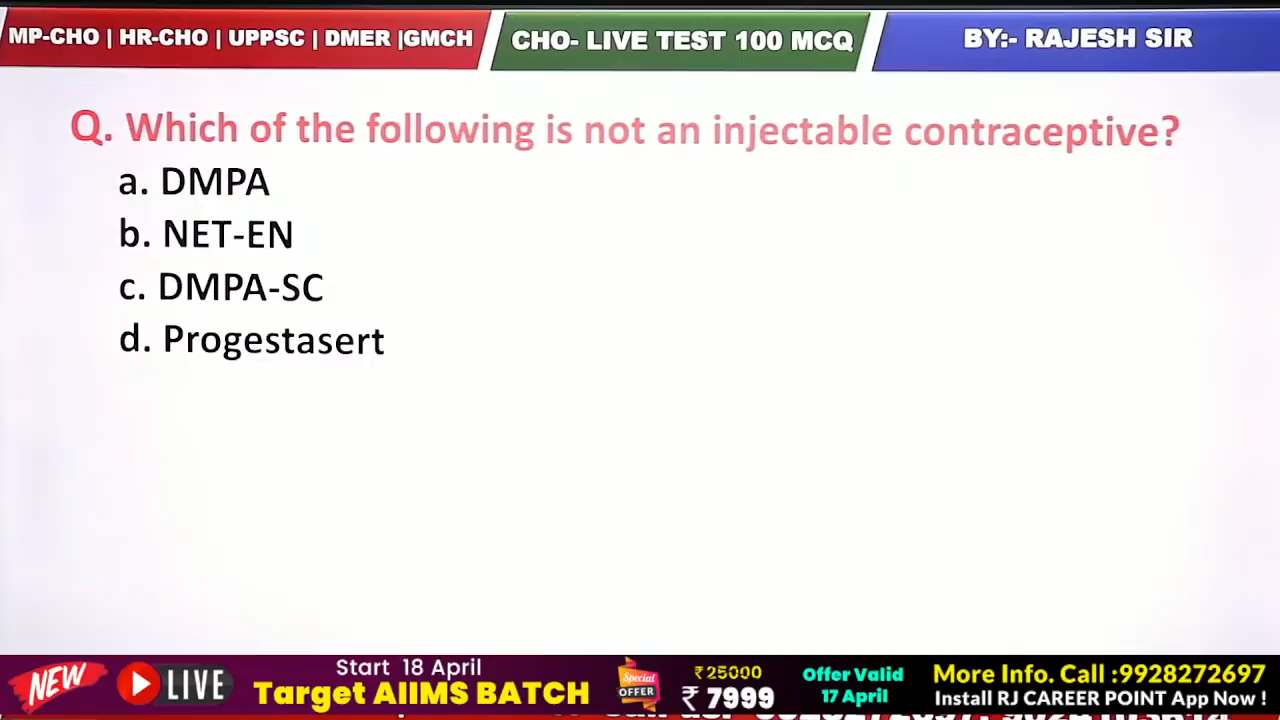 MP-CHO | HR-CHO | UPPSC | DMER |GMCH
CHO- LIVE TEST 100 MCQ
BY:- RAJESH SIR
Q. Which of the following is not an injectable contraceptive?
a. DMPA
b. NET-EN
c. DMPA-SC
d. Progestasert
NEW
LIVE
Start 18 April
Target AIIMS BATCH
Special
OFFER
₹ 25000
₹ 7999
Offer Valid
17 April
More Info. Call :9928272697
Install RJ CAREER POINT App Now !